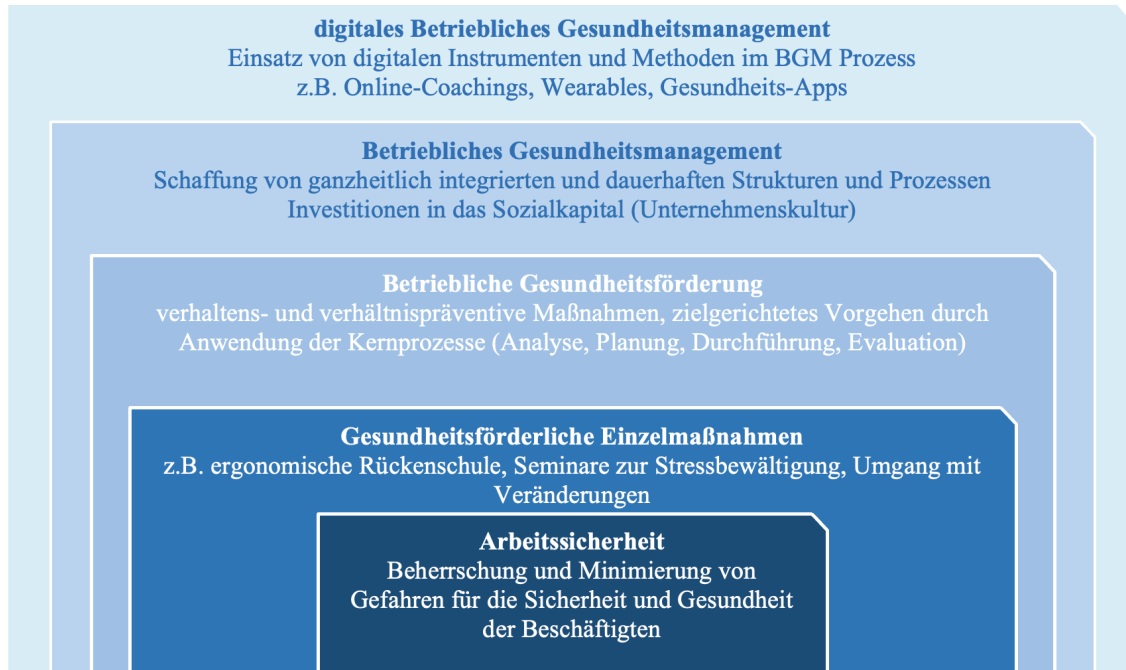 digitales Betriebliches Gesundheitsmanagement
Einsatz von digitalen Instrumenten und Methoden im BGM Prozess
z.B. Online-Coachings, Wearables, Gesundheits-Apps
Betriebliches Gesundheitsmanagement
Schaffung von ganzheitlich integrierten und dauerhaften Strukturen und Prozessen
Investitionen in das Sozialkapital (Unternehmenskultur)
Betriebliche Gesundheitsförderung
verhaltens- und verhältnispräventive Maßnahmen, zielgerichtetes Vorgehen durch
Anwendung der Kernprozesse (Analyse, Planung, Durchführung, Evaluation)
Gesundheitsförderliche Einzelmaßnahmen
z.B. ergonomische Rückenschule, Seminare zur Stressbewältigung, Umgang mit
Veränderungen
Arbeitssicherheit
Beherrschung und Minimierung von
Gefahren für die Sicherheit und Gesundheit
der Beschäftigten